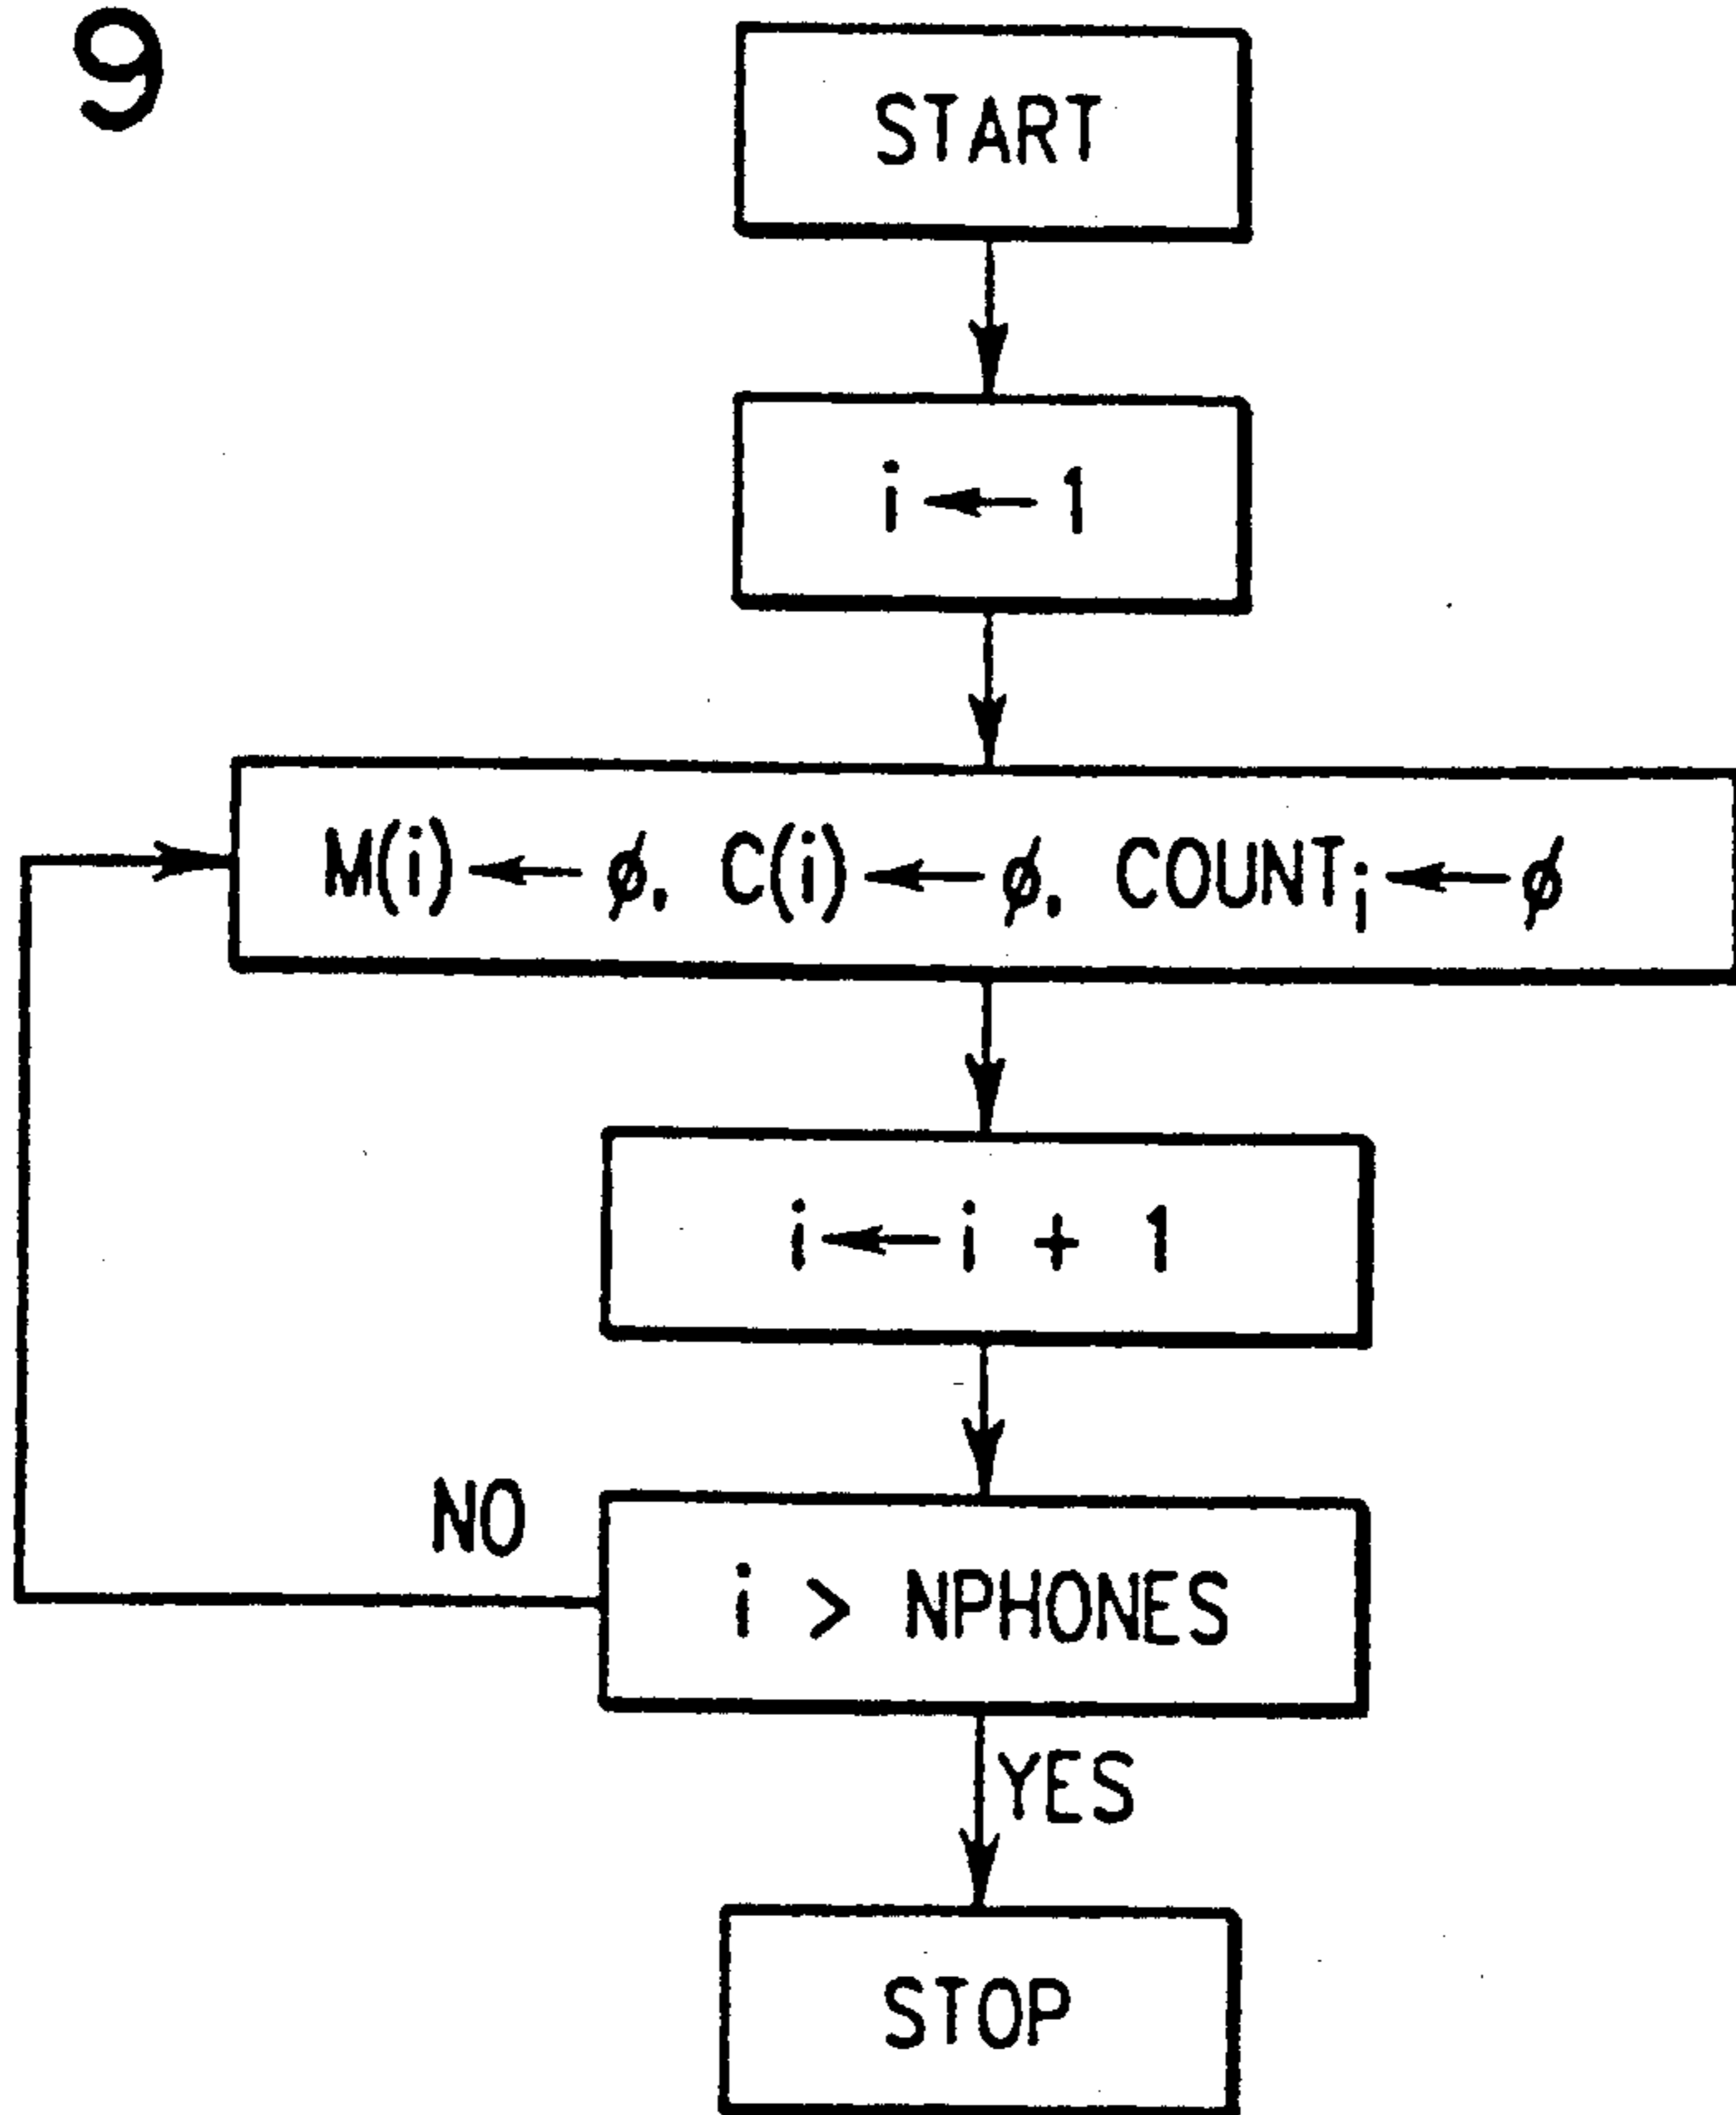 9
START
i ← 1
M(i) ← ø, C(i) ← ø, COUNTᵢ ← ø
i ← i + 1
NO
i > NPHONES
YES
STOP